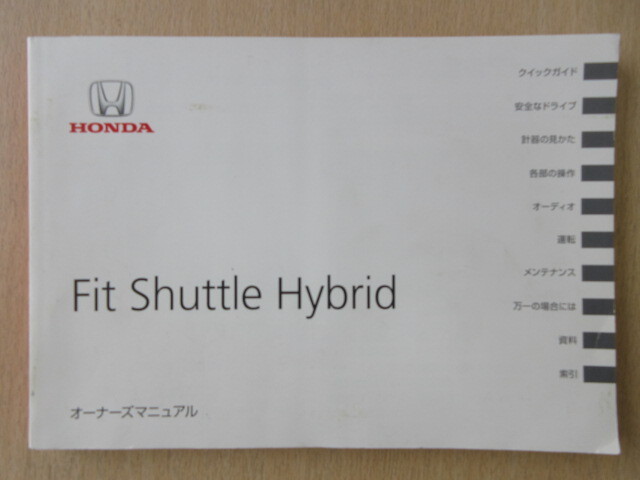 HONDA
Fit Shuttle Hybrid
オーナーズマニュアル
クイックガイド
安全なドライブ
計器の見かた
各部の操作
オーディオ
運転
メンテナンス
万一の場合には
資料
索引